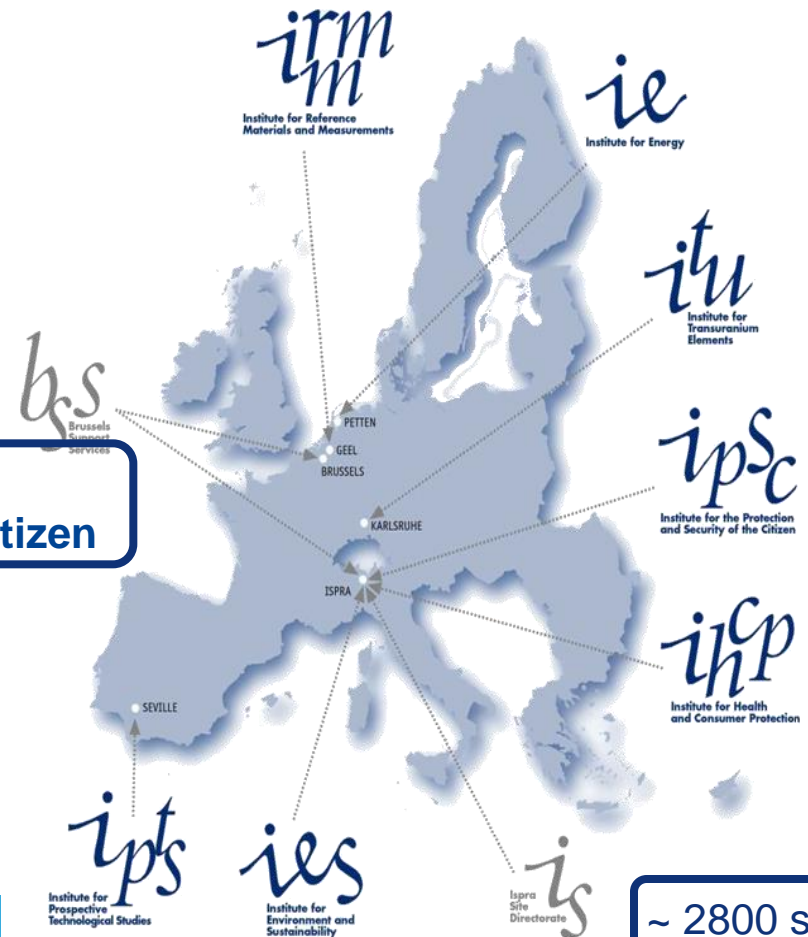 irmm
Institute for Reference
Materials and Measurements
ie
Institute for Energy
itu
Institute for
Transuranium
Elements
bss
Brussels
Support
Services
PETTEN
GEEL
BRUSSELS
KARLSRUHE
ipsc
Institute for the Protection
and Security of the Citizen
tizen
ISPRA
ihcp
Institute for Health
and Consumer Protection
SEVILLE
ipts
Institute for
Prospective
Technological Studies
ies
Institute for
Environment and
Sustainability
is
Ispra
Site
Directorate
~ 2800 s